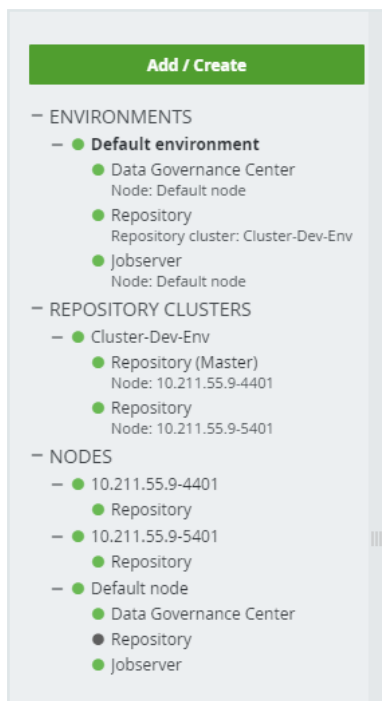 Add / Create
ENVIRONMENTS
Default environment
Data Governance Center
Node: Default node
Repository
Repository cluster: Cluster-Dev-Env
Jobserver
Node: Default node
REPOSITORY CLUSTERS
Cluster-Dev-Env
Repository (Master)
Node: 10.211.55.9-4401
Repository
Node: 10.211.55.9-5401
NODES
10.211.55.9-4401
Repository
10.211.55.9-5401
Repository
Default node
Data Governance Center
Repository
Jobserver